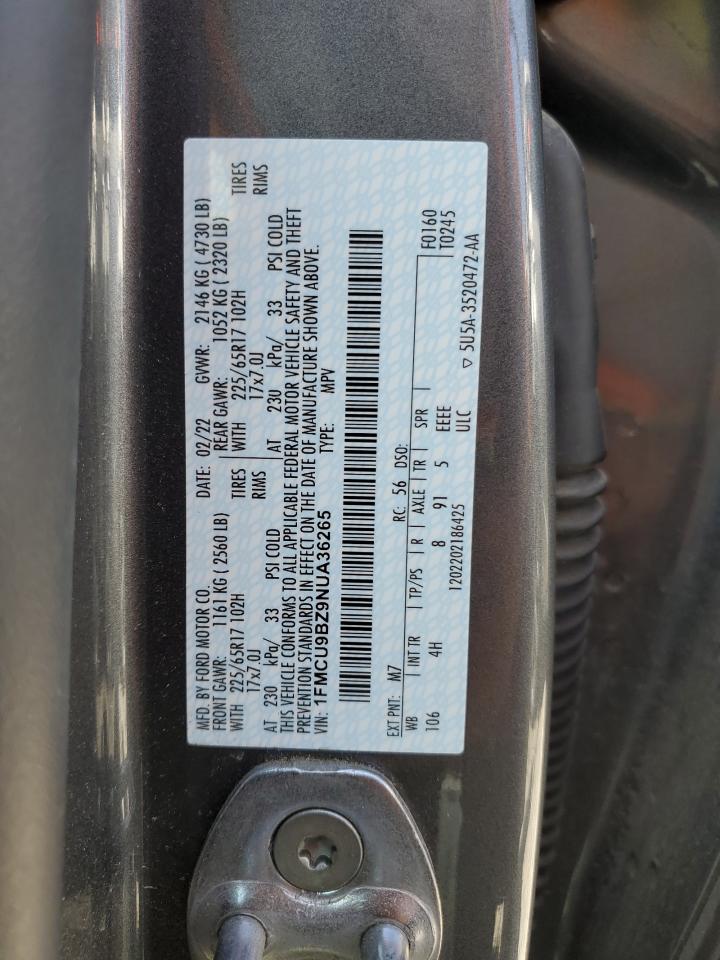 MFD. BY FORD MOTOR CO. DATE: 02/22 GVWR: 2146 KG ( 4730 LB)
FRONT GAWR: 1161 KG ( 2560 LB) REAR GAWR: 1052 KG ( 2320 LB)
WITH 225/65R17 102H TIRES WITH 225/65R17 102H TIRES
17x7.0J RIMS 17x7.0J RIMS
AT 230 kPa/ 33 PSI COLD AT 230 kPa/ 33 PSI COLD
THIS VEHICLE CONFORMS TO ALL APPLICABLE FEDERAL MOTOR VEHICLE SAFETY AND THEFT
PREVENTION STANDARDS IN EFFECT ON THE DATE OF MANUFACTURE SHOWN ABOVE.
VIN: 1FMCU9BZ9NUA36265 TYPE: MPV
EXT PNT: M7 RC: 56 DSO: F0160
WB INT TR TP/PS R AXLE TR SPR T0245
106 4H 8 91 5 EEEE
1202202186425 ULC ▽ 5U5A-3520472-AA